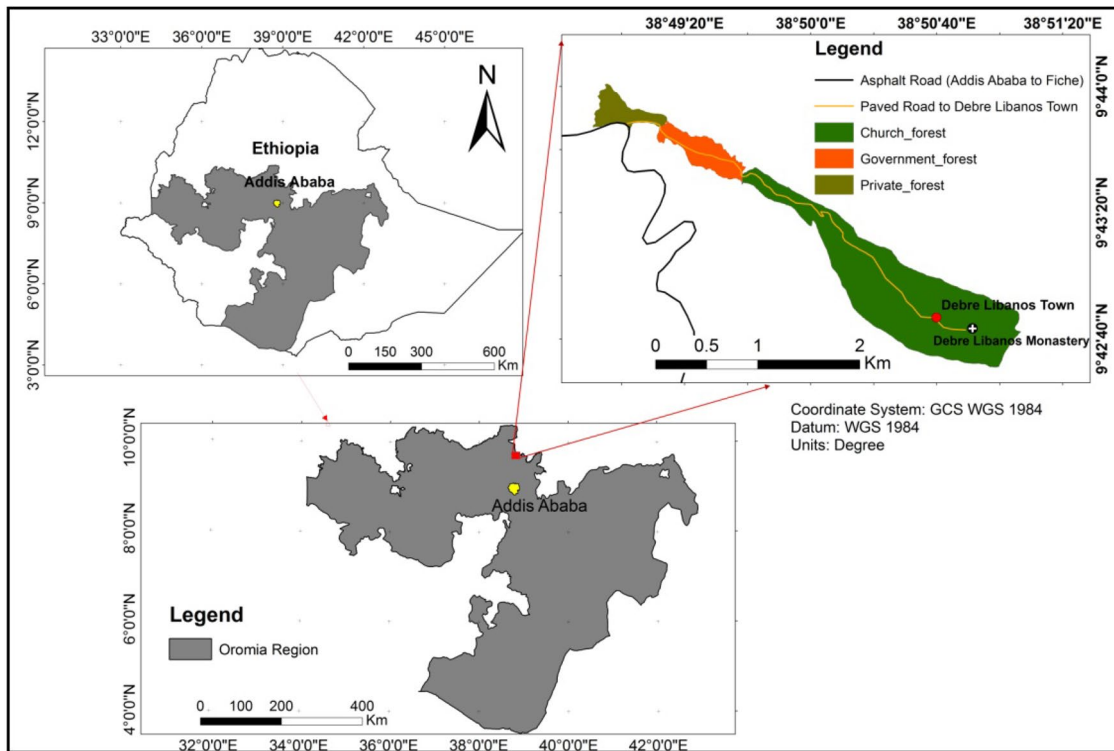 33°0'0"E 36°0'0"E 39°0'0"E 42°0'0"E 45°0'0"E
12°0'0"N
9°0'0"N
6°0'0"N
3°0'0"N
N
Ethiopia
Addis Ababa
0 150 300 600
Km
38°49'20"E 38°50'0"E 38°50'40"E 38°51'20"E
9°44'0"N
9°43'20"N
9°42'40"N
Legend
Asphalt Road (Addis Ababa to Fiche)
Paved Road to Debre Libanos Town
Church_forest
Government_forest
Private_forest
Debre Libanos Town
Debre Libanos Monastery
0 0.5 1 2
Km
Coordinate System: GCS WGS 1984
Datum: WGS 1984
Units: Degree
10°0'0"N
8°0'0"N
6°0'0"N
4°0'0"N
Addis Ababa
Legend
Oromia Region
0 100 200 400
Km
32°0'0"E 36°0'0"E 38°0'0"E 40°0'0"E 42°0'0"E